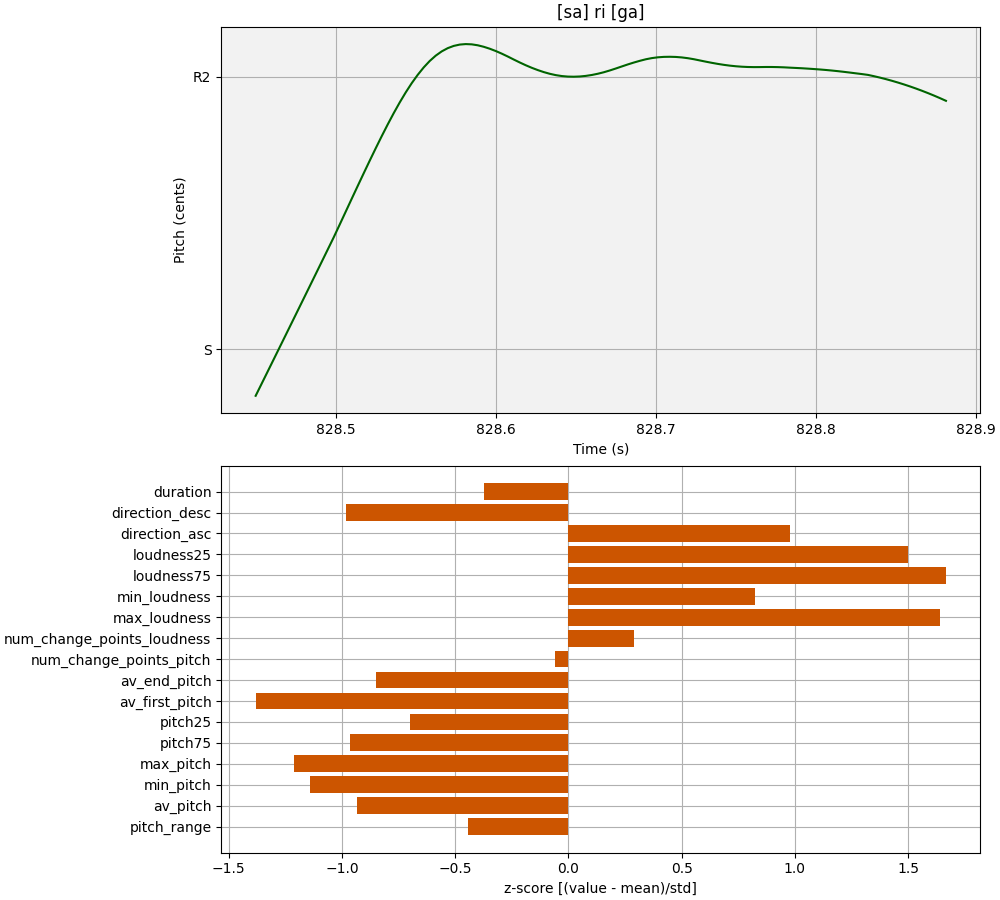 [sa] ri [ga]
Pitch (cents)
R2
S
828.5 828.6 828.7 828.8 828.9
Time (s)
duration
direction_desc
direction_asc
loudness25
loudness75
min_loudness
max_loudness
num_change_points_loudness
num_change_points_pitch
av_end_pitch
av_first_pitch
pitch25
pitch75
max_pitch
min_pitch
av_pitch
pitch_range
−1.5 −1.0 −0.5 0.0 0.5 1.0 1.5
z-score [(value - mean)/std]